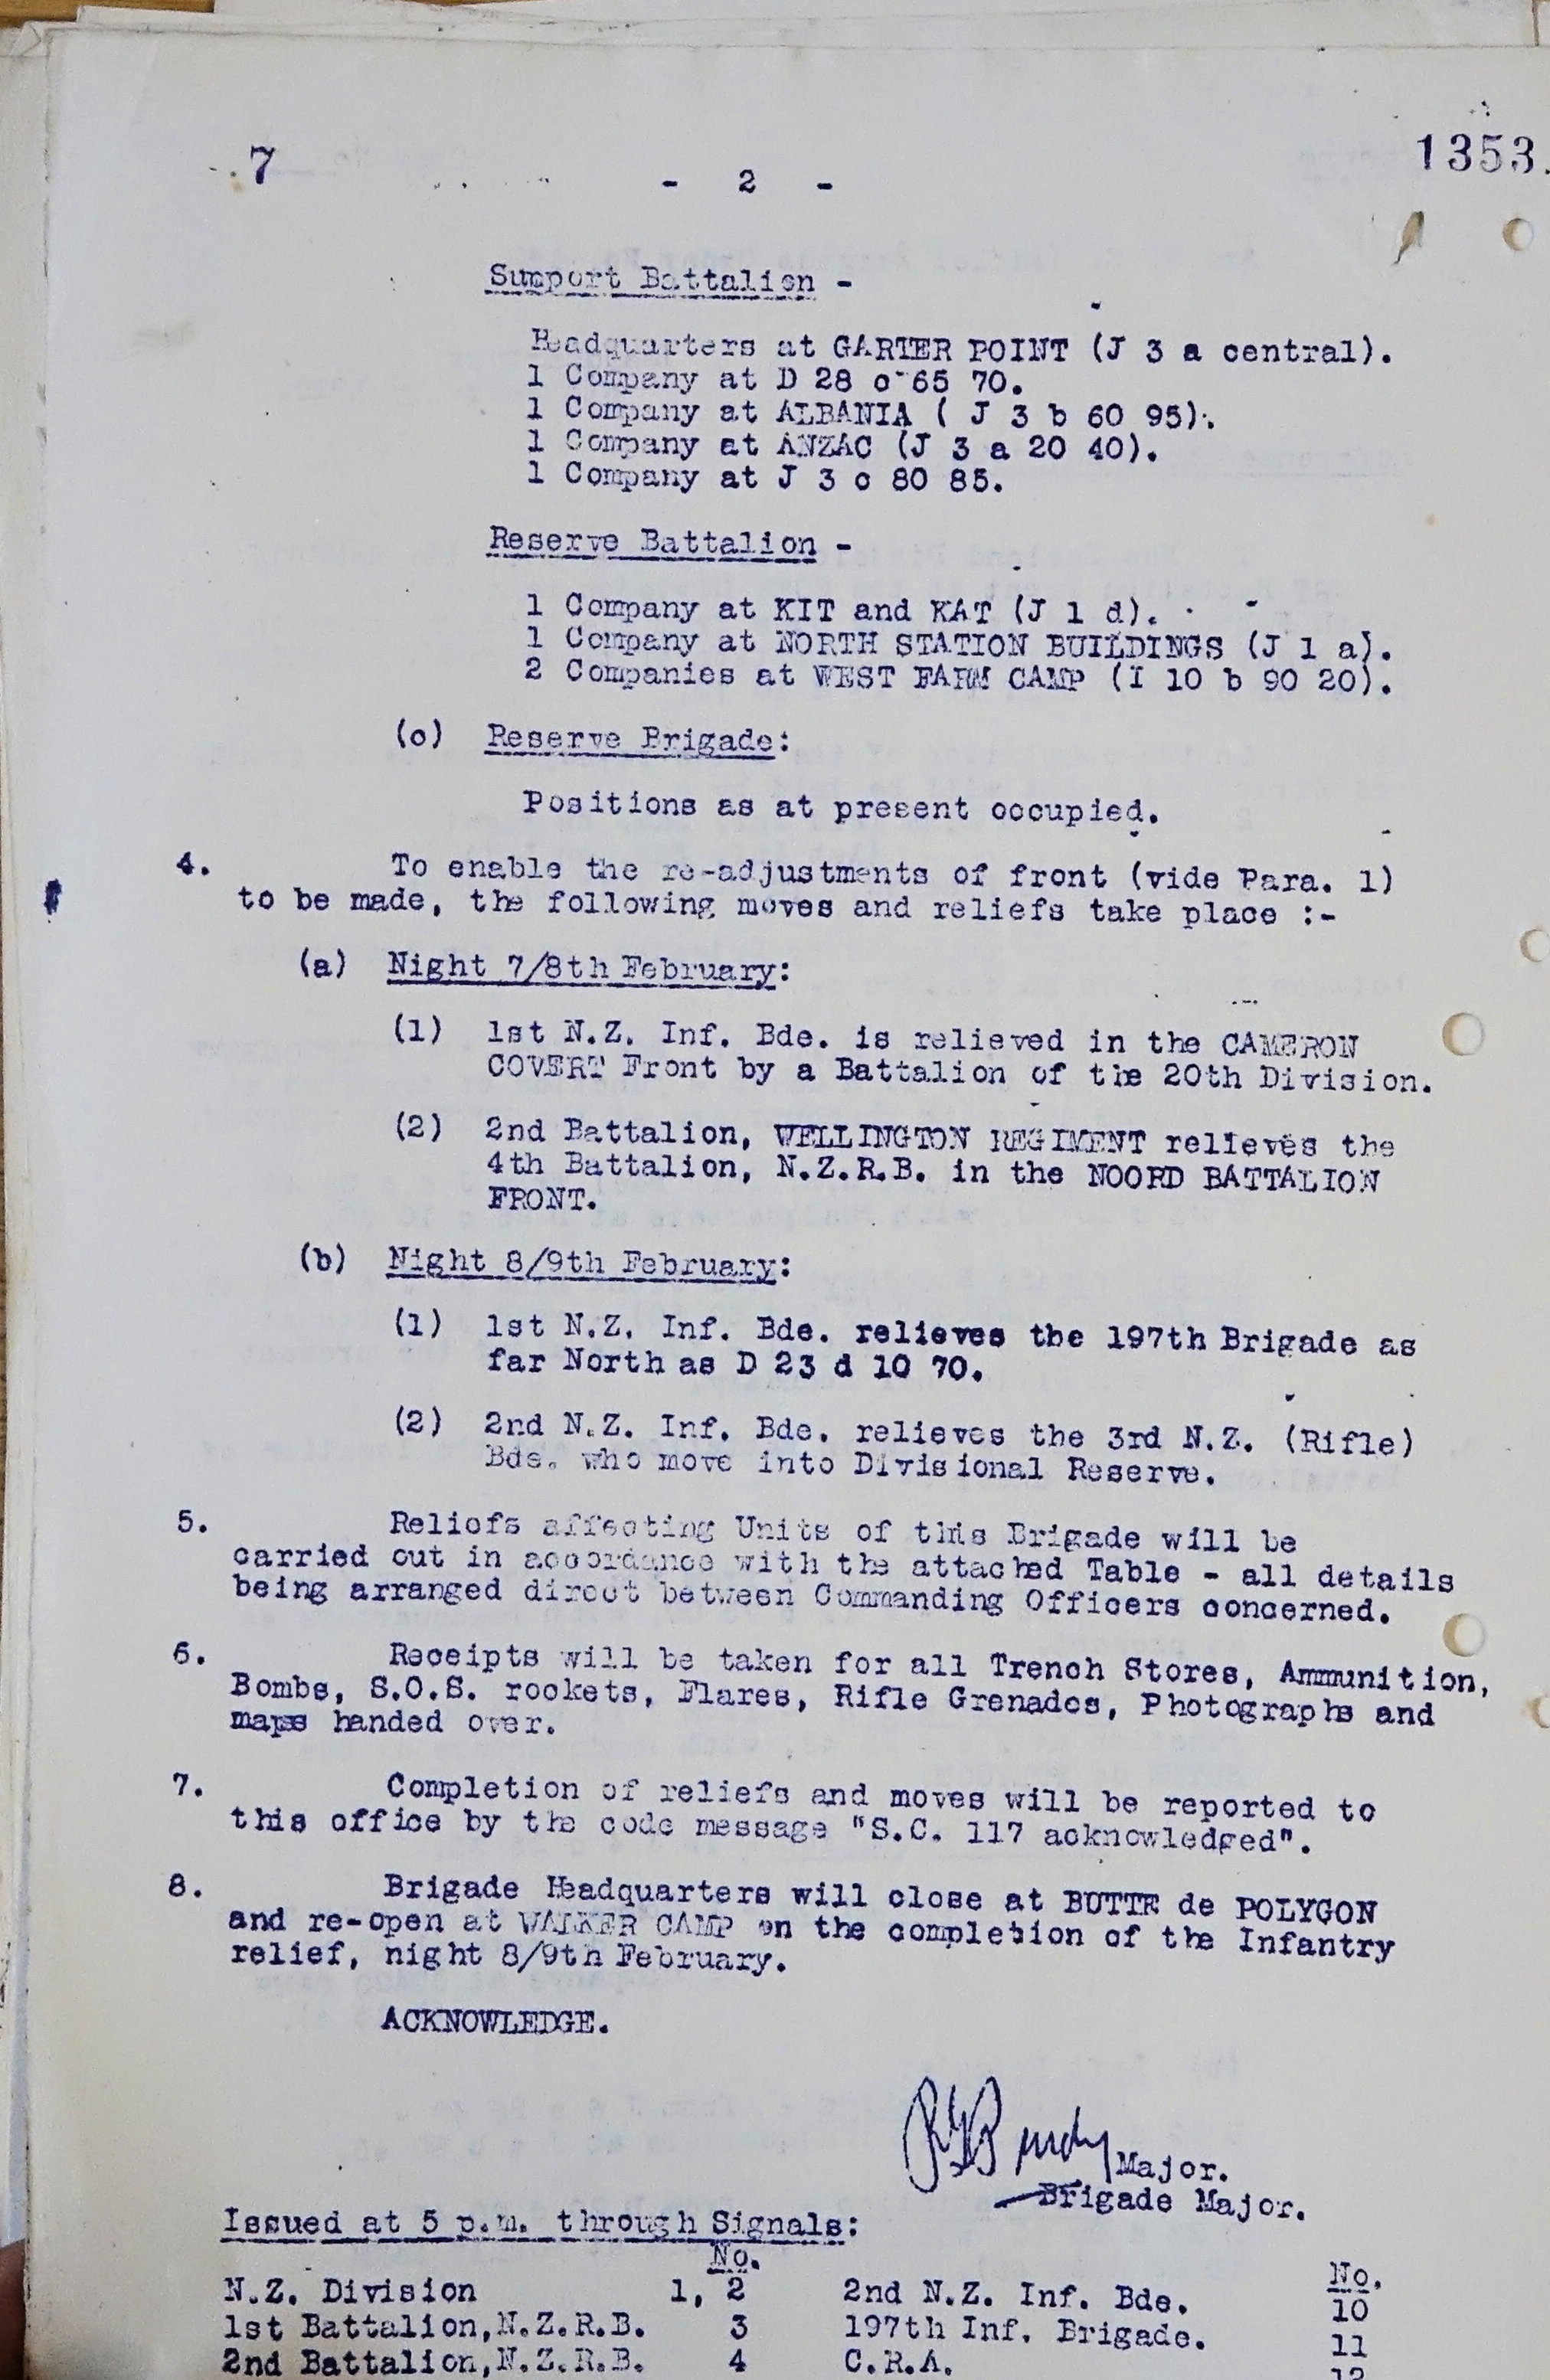 7
- 2 -
1353.
Support Battalion -
Headquarters at GARTER POINT (J 3 a central).
1 Company at D 28 c 65 70.
1 Company at ALBANIA ( J 3 b 60 95).
1 Company at ANZAC (J 3 a 20 40).
1 Company at J 3 c 80 85.
Reserve Battalion -
1 Company at KIT and KAT (J 1 d).
1 Company at NORTH STATION BUILDINGS (J 1 a).
2 Companies at WEST FARM CAMP (I 10 b 90 20).
(c) Reserve Brigade:
Positions as at present occupied.
4. To enable the re-adjustments of front (vide Para. 1)
to be made, the following moves and reliefs take place :-
(a) Night 7/8th February:
(1) 1st N.Z. Inf. Bde. is relieved in the CAMERON
COVERT Front by a Battalion of the 20th Division.
(2) 2nd Battalion, WELLINGTON REGIMENT relieves the
4th Battalion, N.Z.R.B. in the NOORD BATTALION
FRONT.
(b) Night 8/9th February:
(1) 1st N.Z. Inf. Bde. relieves the 197th Brigade as
far North as D 23 d 10 70.
(2) 2nd N.Z. Inf. Bde. relieves the 3rd N.Z. (Rifle)
Bde. who move into Divisional Reserve.
5. Reliefs affecting Units of this Brigade will be
carried out in accordance with the attached Table - all details
being arranged direct between Commanding Officers concerned.
6. Receipts will be taken for all Trench Stores, Ammunition,
Bombs, S.O.S. rockets, Flares, Rifle Grenades, Photographs and
maps handed over.
7. Completion of reliefs and moves will be reported to
this office by the code message "S.C. 117 acknowledged".
8. Brigade Headquarters will close at BUTTE de POLYGON
and re-open at WALKER CAMP on the completion of the Infantry
relief, night 8/9th February.
ACKNOWLEDGE.
Major.
Brigade Major.
Issued at 5 p.m. through Signals:
No. No.
N.Z. Division 1, 2 2nd N.Z. Inf. Bde. 10
1st Battalion, N.Z.R.B. 3 197th Inf. Brigade. 11
2nd Battalion, N.Z.R.B. 4 C.R.A. 12